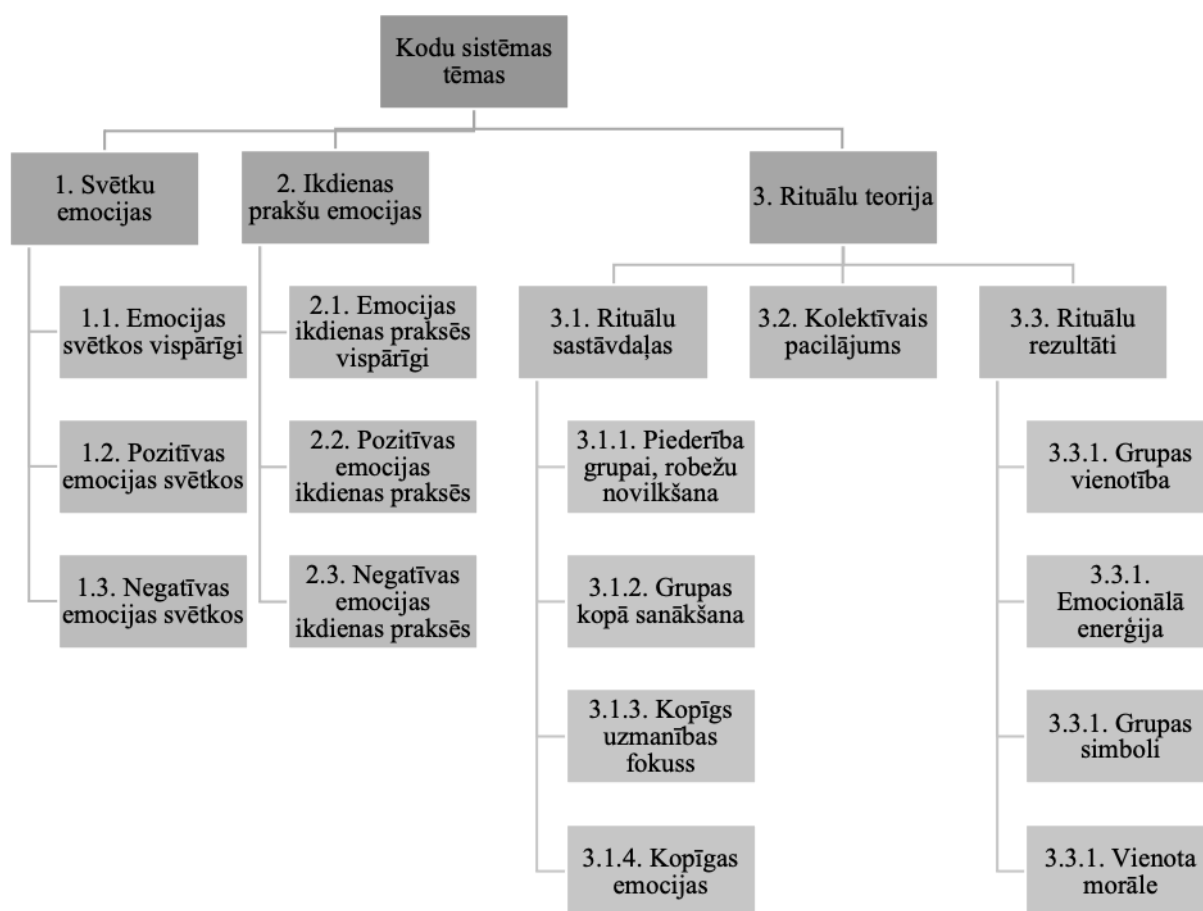 Kodu sistēmas
tēmas
1. Svētku
emocijas
2. Ikdienas
prakšu emocijas
3. Rituālu teorija
1.1. Emocijas
svētkos vispārīgi
1.2. Pozitīvas
emocijas svētkos
1.3. Negatīvas
emocijas svētkos
2.1. Emocijas
ikdienas praksēs
vispārīgi
2.2. Pozitīvas
emocijas
ikdienas praksēs
2.3. Negatīvas
emocijas
ikdienas praksēs
3.1. Rituālu
sastāvdaļas
3.1.1. Piederība
grupai, robežu
novilkšana
3.1.2. Grupas
kopā sanākšana
3.1.3. Kopīgs
uzmanības
fokuss
3.1.4. Kopīgas
emocijas
3.2. Kolektīvais
pacilājums
3.3. Rituālu
rezultāti
3.3.1. Grupas
vienotība
3.3.1.
Emocionālā
enerģija
3.3.1. Grupas
simboli
3.3.1. Vienota
morāle